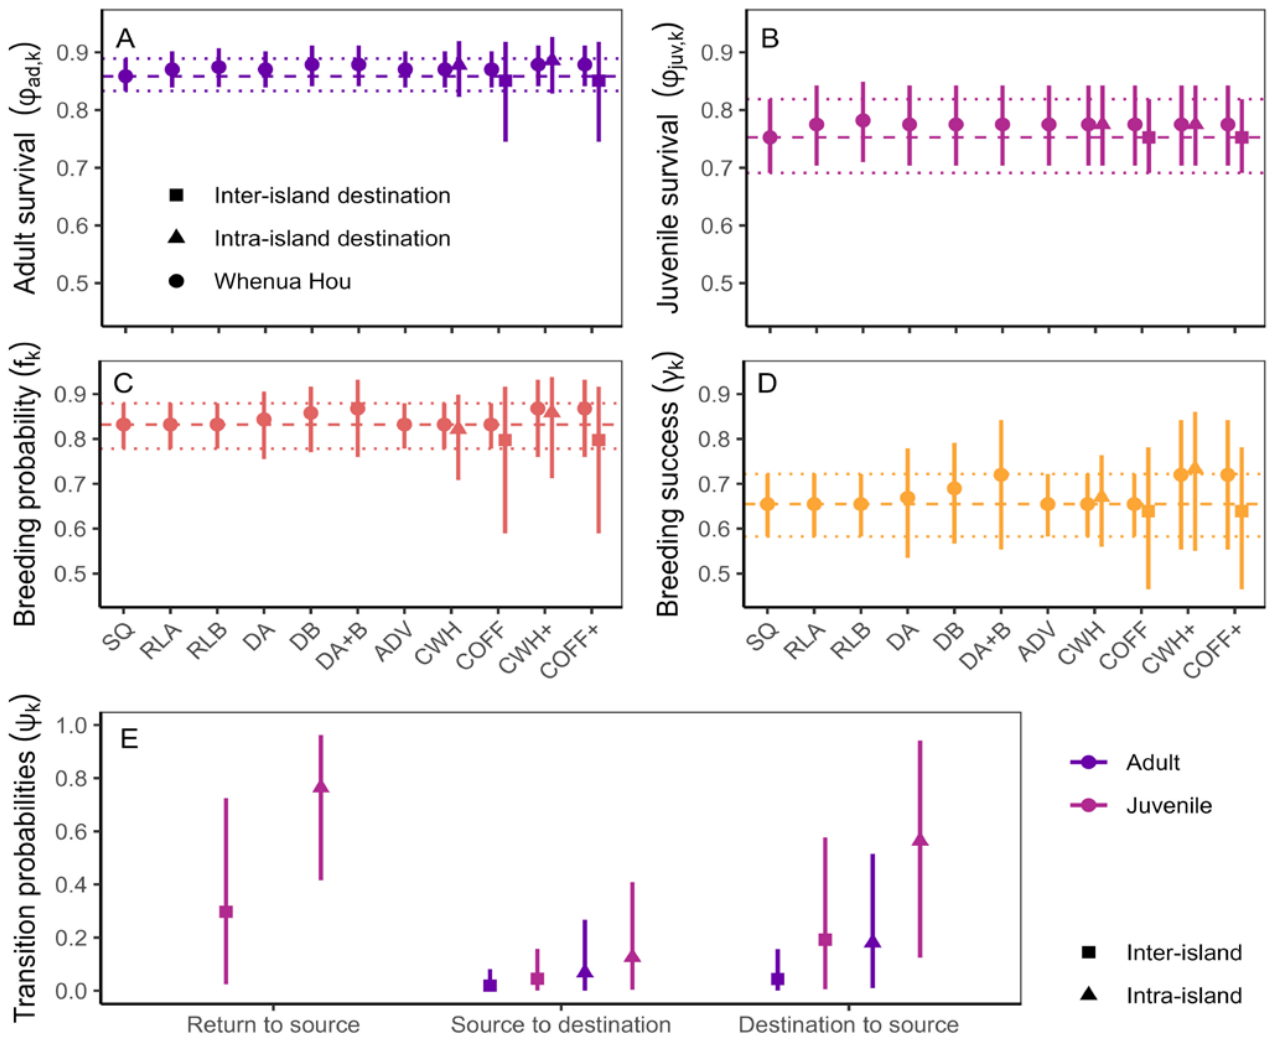 A
Adult survival (φad,k)
0.9
0.8
0.7
0.6
0.5
Inter-island destination
Intra-island destination
Whenua Hou
B
Juvenile survival (φjuv,k)
0.9
0.8
0.7
0.6
0.5
C
Breeding probability (fk)
0.9
0.8
0.7
0.6
0.5
SQ
RLA
RLB
DA
DB
DA+B
ADV
CWH
COFF
CWH+
COFF+
D
Breeding success (γk)
0.9
0.8
0.7
0.6
0.5
SQ
RLA
RLB
DA
DB
DA+B
ADV
CWH
COFF
CWH+
COFF+
E
Transition probabilities (ψk)
1.0
0.8
0.6
0.4
0.2
0.0
Return to source
Source to destination
Destination to source
Adult
Juvenile
Inter-island
Intra-island